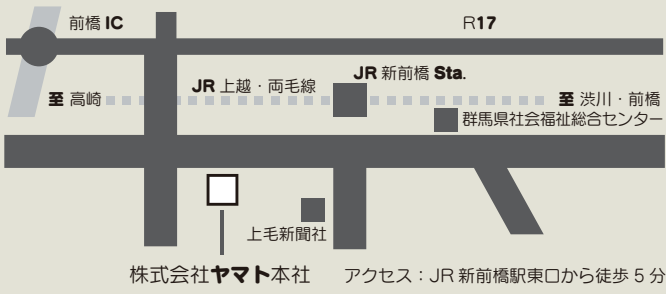 前橋 IC
R17
JR 新前橋 Sta.
JR 上越・両毛線
至 高崎
至 渋川・前橋
群馬県社会福祉総合センター
上毛新聞社
株式会社ヤマト本社
アクセス：JR 新前橋駅東口から徒歩 5 分